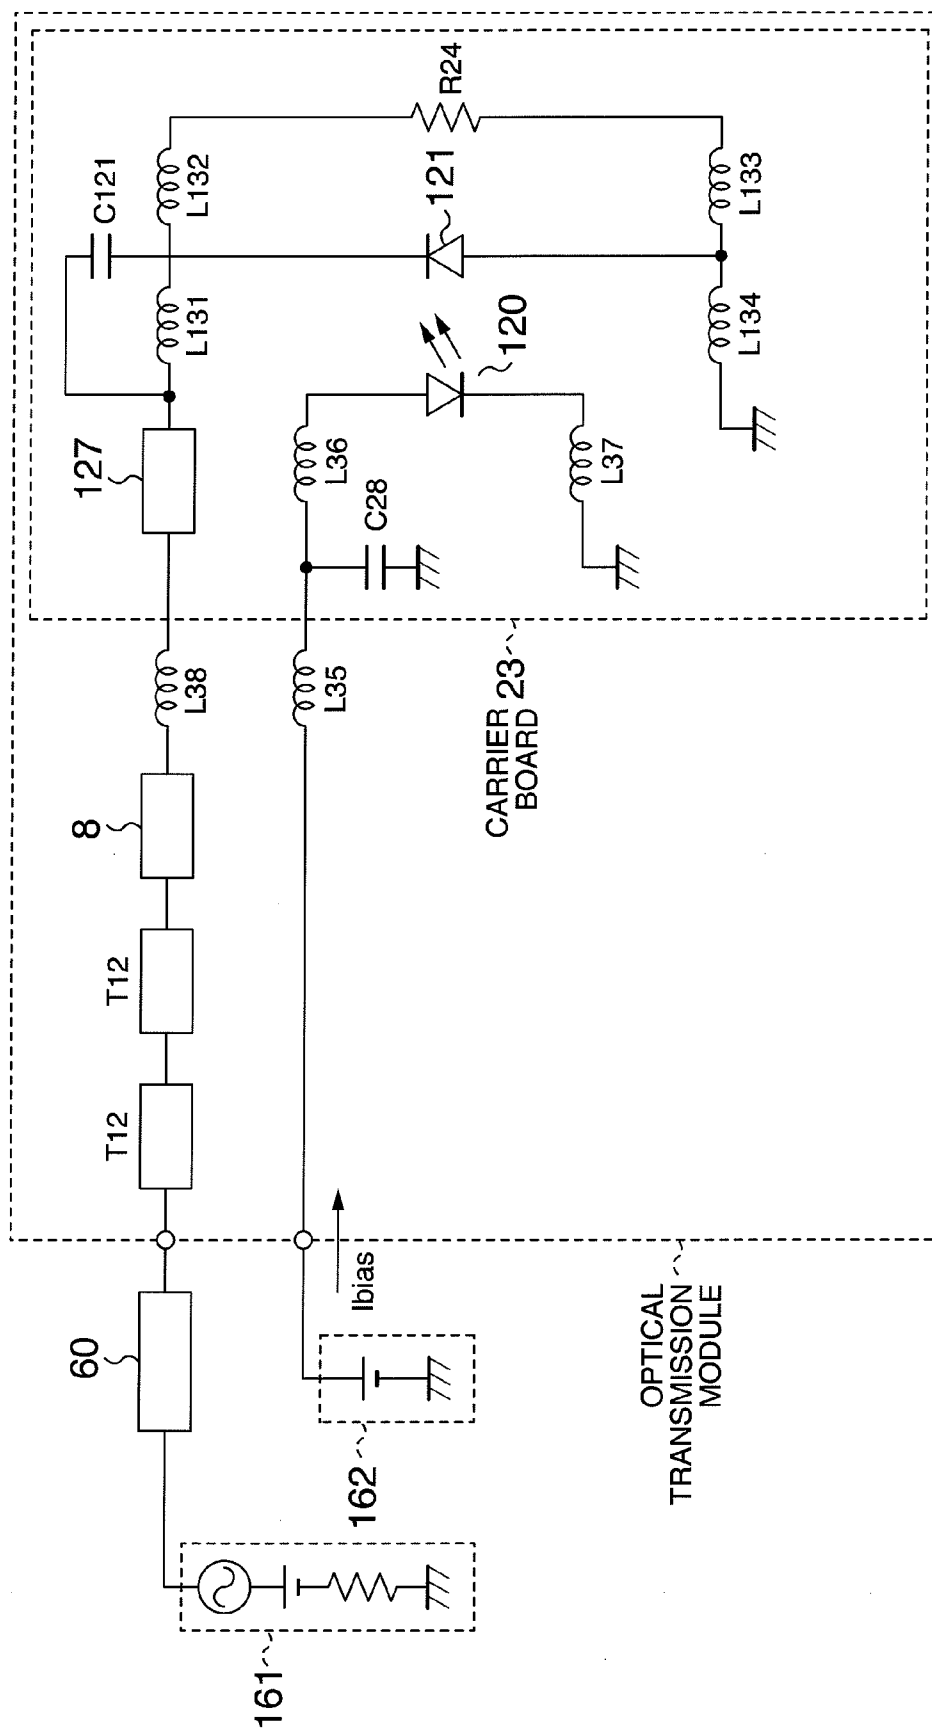 161
60
T12
T12
8
L38
127
C121
L131
L132
R24
121
120
162
Ibias
L35
L36
C28
L37
L133
L134
CARRIER 23
BOARD
OPTICAL
TRANSMISSION
MODULE